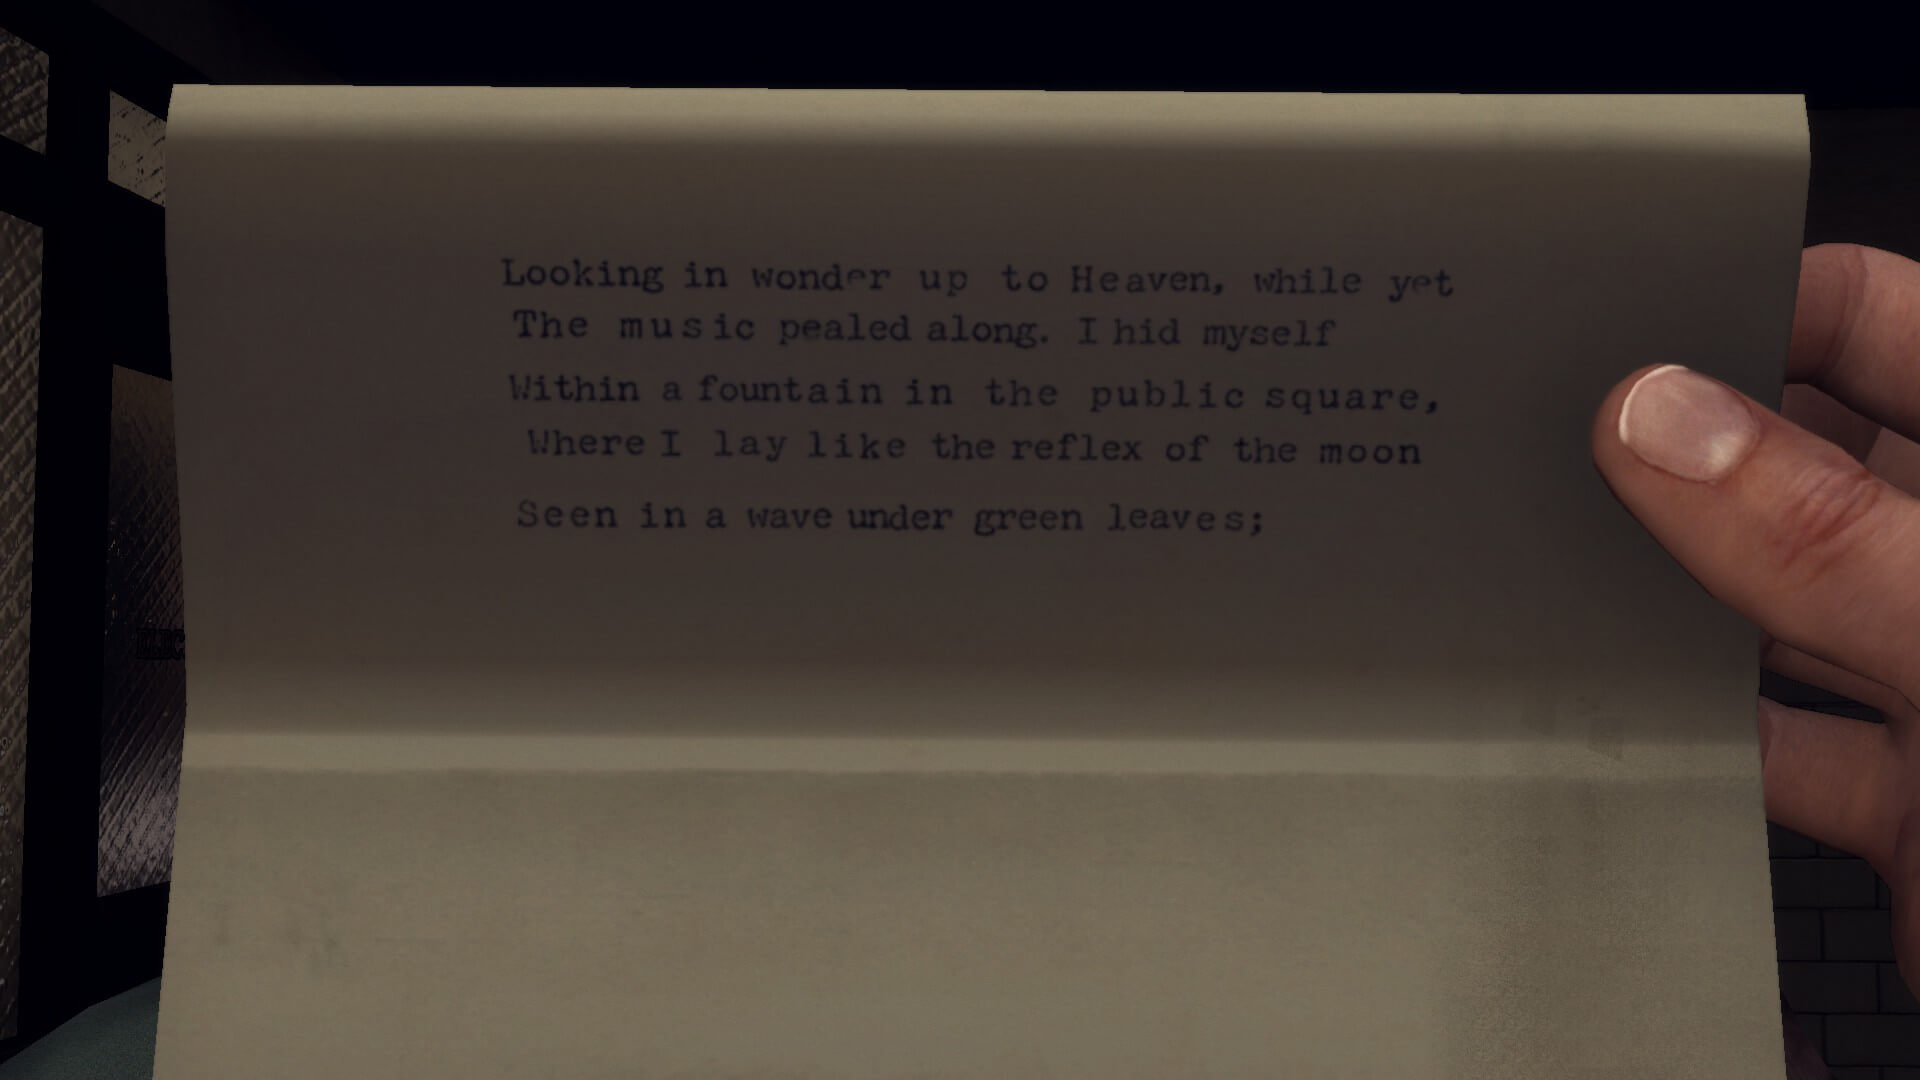 Looking in wonder up to Heaven, while yet
The music pealed along. I hid myself
Within a fountain in the public square,
Where I lay like the reflex of the moon
Seen in a wave under green leaves;